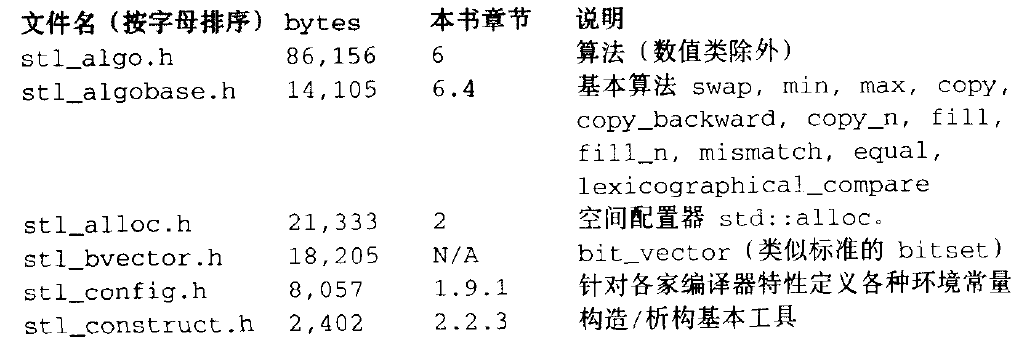 文件名（按字母排序） bytes 本书章节 说明
stl_algo.h 86,156 6 算法（数值类除外）
stl_algobase.h 14,105 6.4 基本算法 swap, min, max, copy,
copy_backward, copy_n, fill,
fill_n, mismatch, equal,
lexicographical_compare
stl_alloc.h 21,333 2 空间配置器 std::alloc。
stl_bvector.h 18,205 N/A bit_vector（类似标准的 bitset）
stl_config.h 8,057 1.9.1 针对各家编译器特性定义各种环境常量
stl_construct.h 2,402 2.2.3 构造/析构基本工具